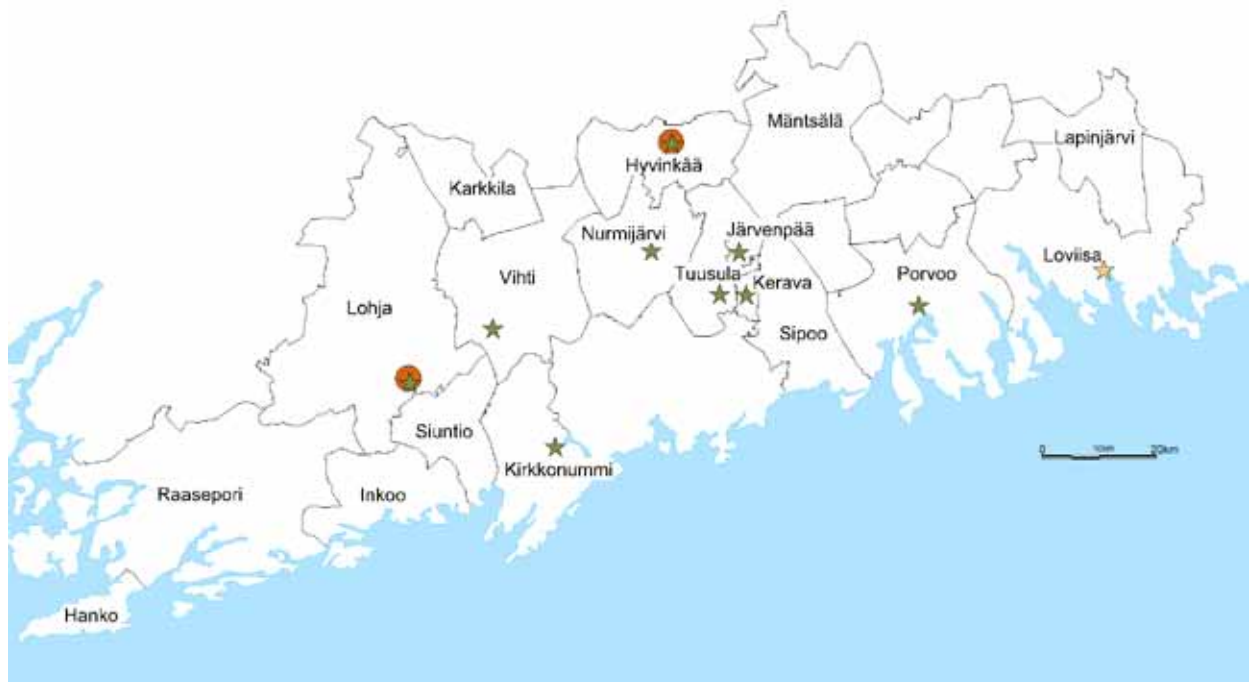 Mäntsälä
Lapinjärvi
Hyvinkää
Karkkila
Järvenpää
Nurmijärvi
Loviisa
Tuusula
Kerava
Porvoo
Vihti
Lohja
Sipoo
Siuntio
0 10km 20km
Kirkkonummi
Raasepori
Inkoo
Hanko